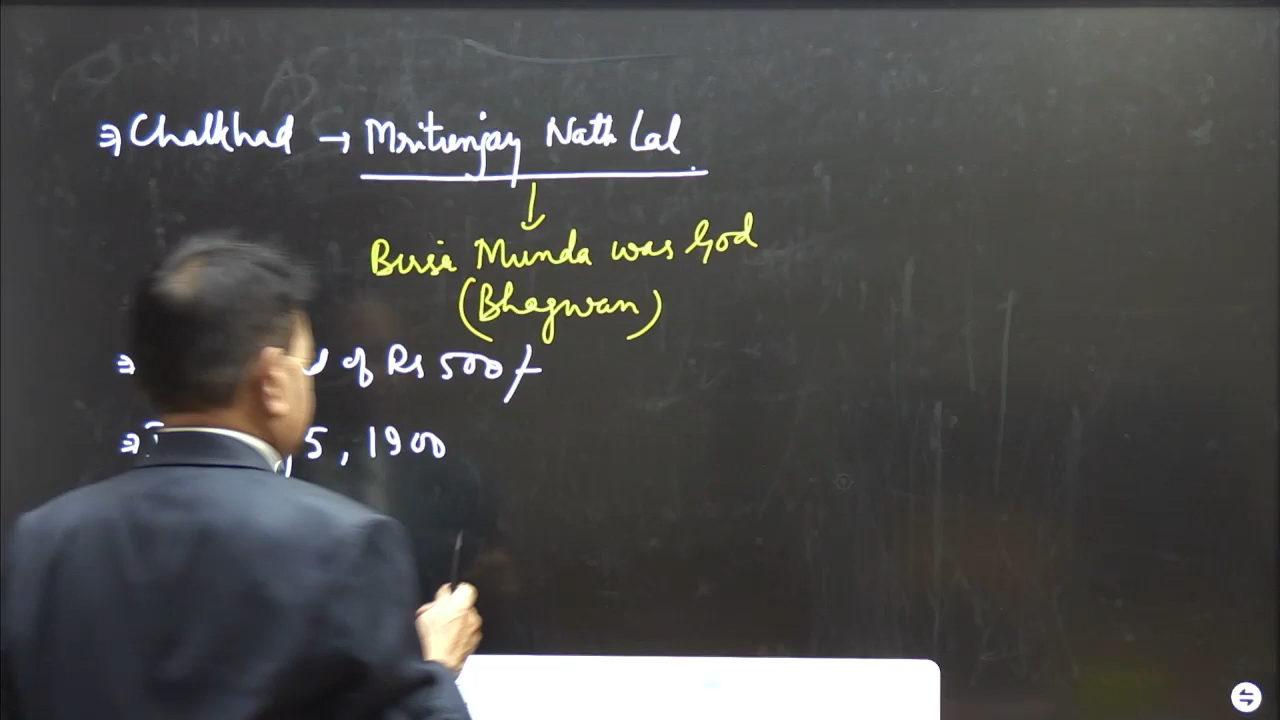 ⇒ Chalkhad → Mritunjay Nath Lal
↓
Birsa Munda was God
(Bhagwan)
⇒ of Rs 500/-
⇒ 5, 1900